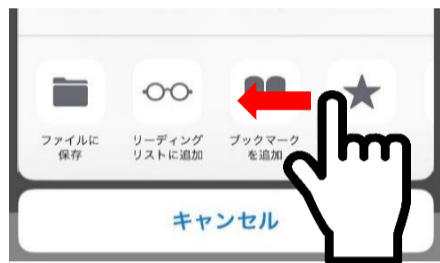 ファイルに
保存
リーディング
リストに追加
ブックマーク
を追加
キャンセル